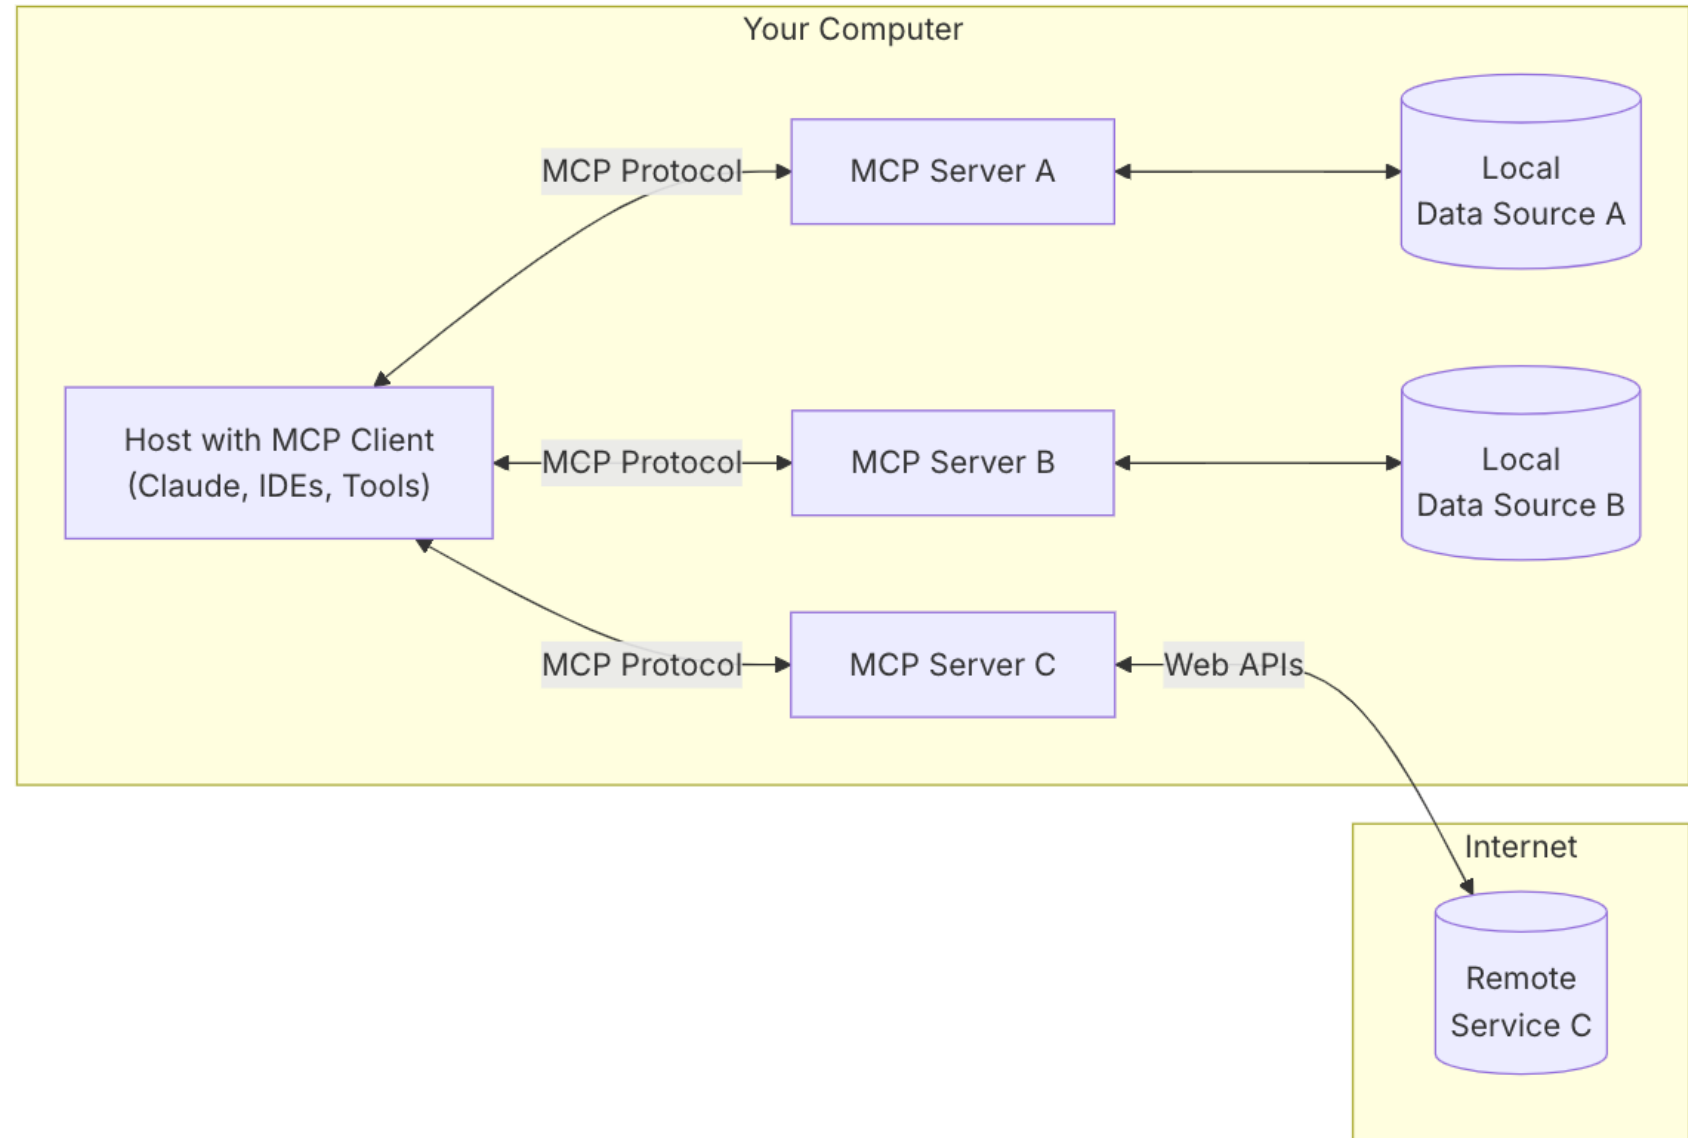 Your Computer
MCP Protocol
MCP Server A
Local
Data Source A
Host with MCP Client
(Claude, IDEs, Tools)
MCP Protocol
MCP Server B
Local
Data Source B
MCP Protocol
MCP Server C
Web APIs
Internet
Remote
Service C